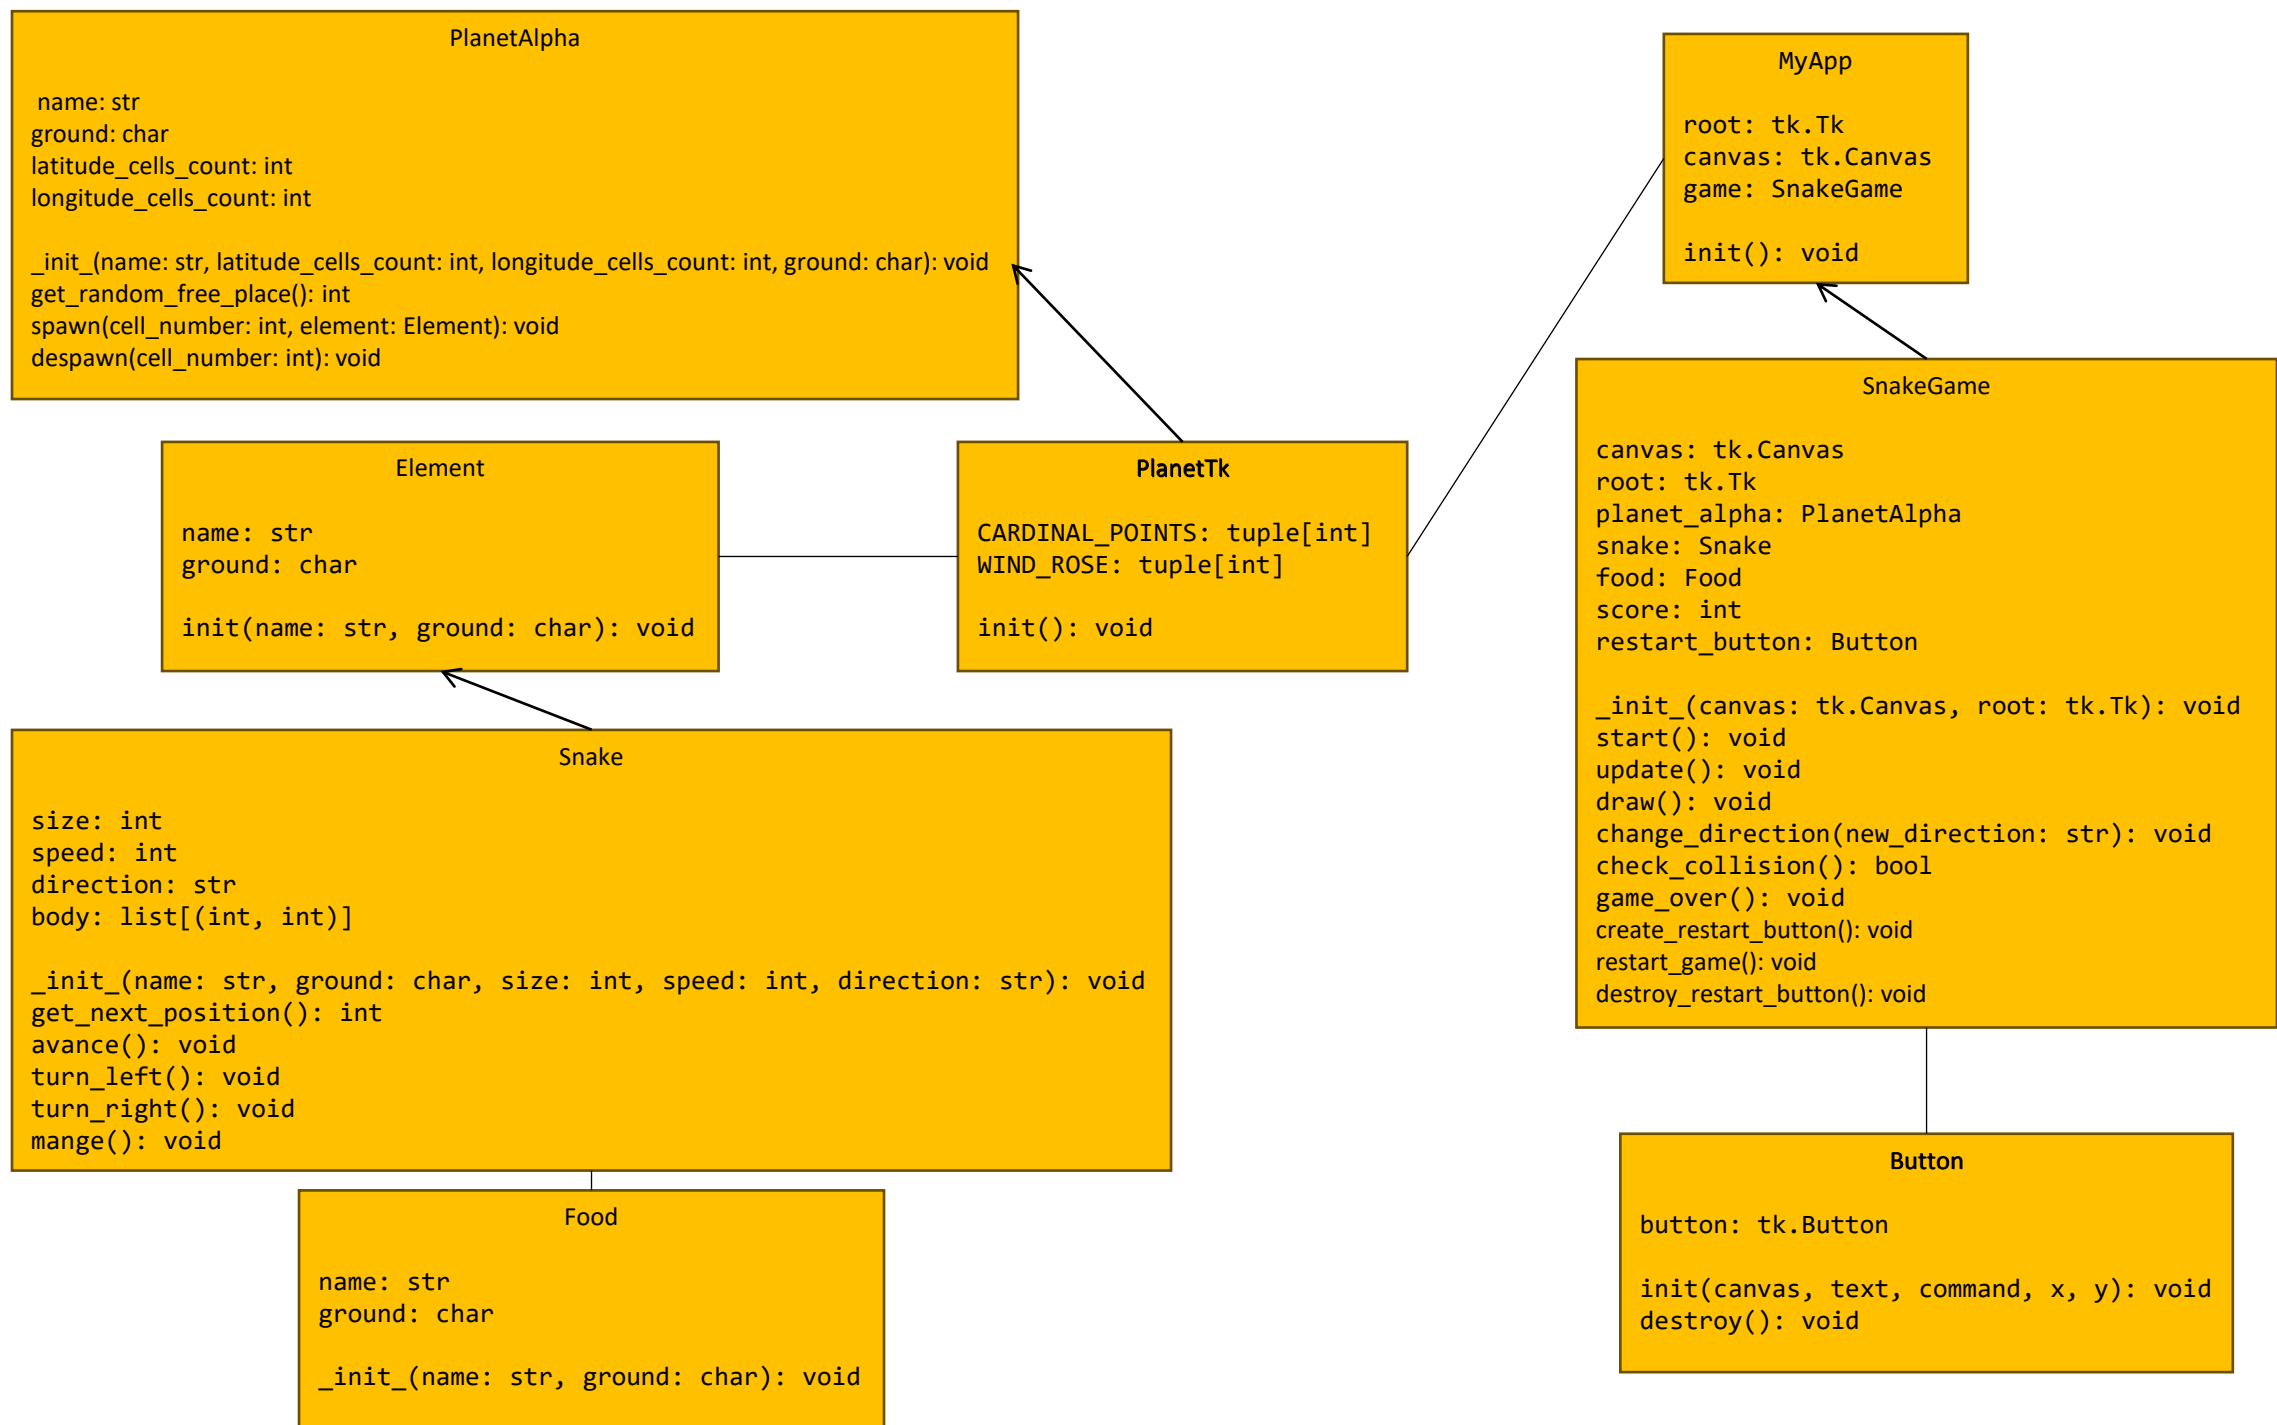 PlanetAlpha
name: str
ground: char
latitude_cells_count: int
longitude_cells_count: int
_init_(name: str, latitude_cells_count: int, longitude_cells_count: int, ground: char): void
get_random_free_place(): int
spawn(cell_number: int, element: Element): void
despawn(cell_number: int): void
MyApp
root: tk.Tk
canvas: tk.Canvas
game: SnakeGame
init(): void
Element
name: str
ground: char
init(name: str, ground: char): void
PlanetTk
CARDINAL_POINTS: tuple[int]
WIND_ROSE: tuple[int]
init(): void
SnakeGame
canvas: tk.Canvas
root: tk.Tk
planet_alpha: PlanetAlpha
snake: Snake
food: Food
score: int
restart_button: Button
_init_(canvas: tk.Canvas, root: tk.Tk): void
start(): void
update(): void
draw(): void
change_direction(new_direction: str): void
check_collision(): bool
game_over(): void
create_restart_button(): void
restart_game(): void
destroy_restart_button(): void
Snake
size: int
speed: int
direction: str
body: list[(int, int)]
_init_(name: str, ground: char, size: int, speed: int, direction: str): void
get_next_position(): int
avance(): void
turn_left(): void
turn_right(): void
mange(): void
Button
button: tk.Button
init(canvas, text, command, x, y): void
destroy(): void
Food
name: str
ground: char
_init_(name: str, ground: char): void